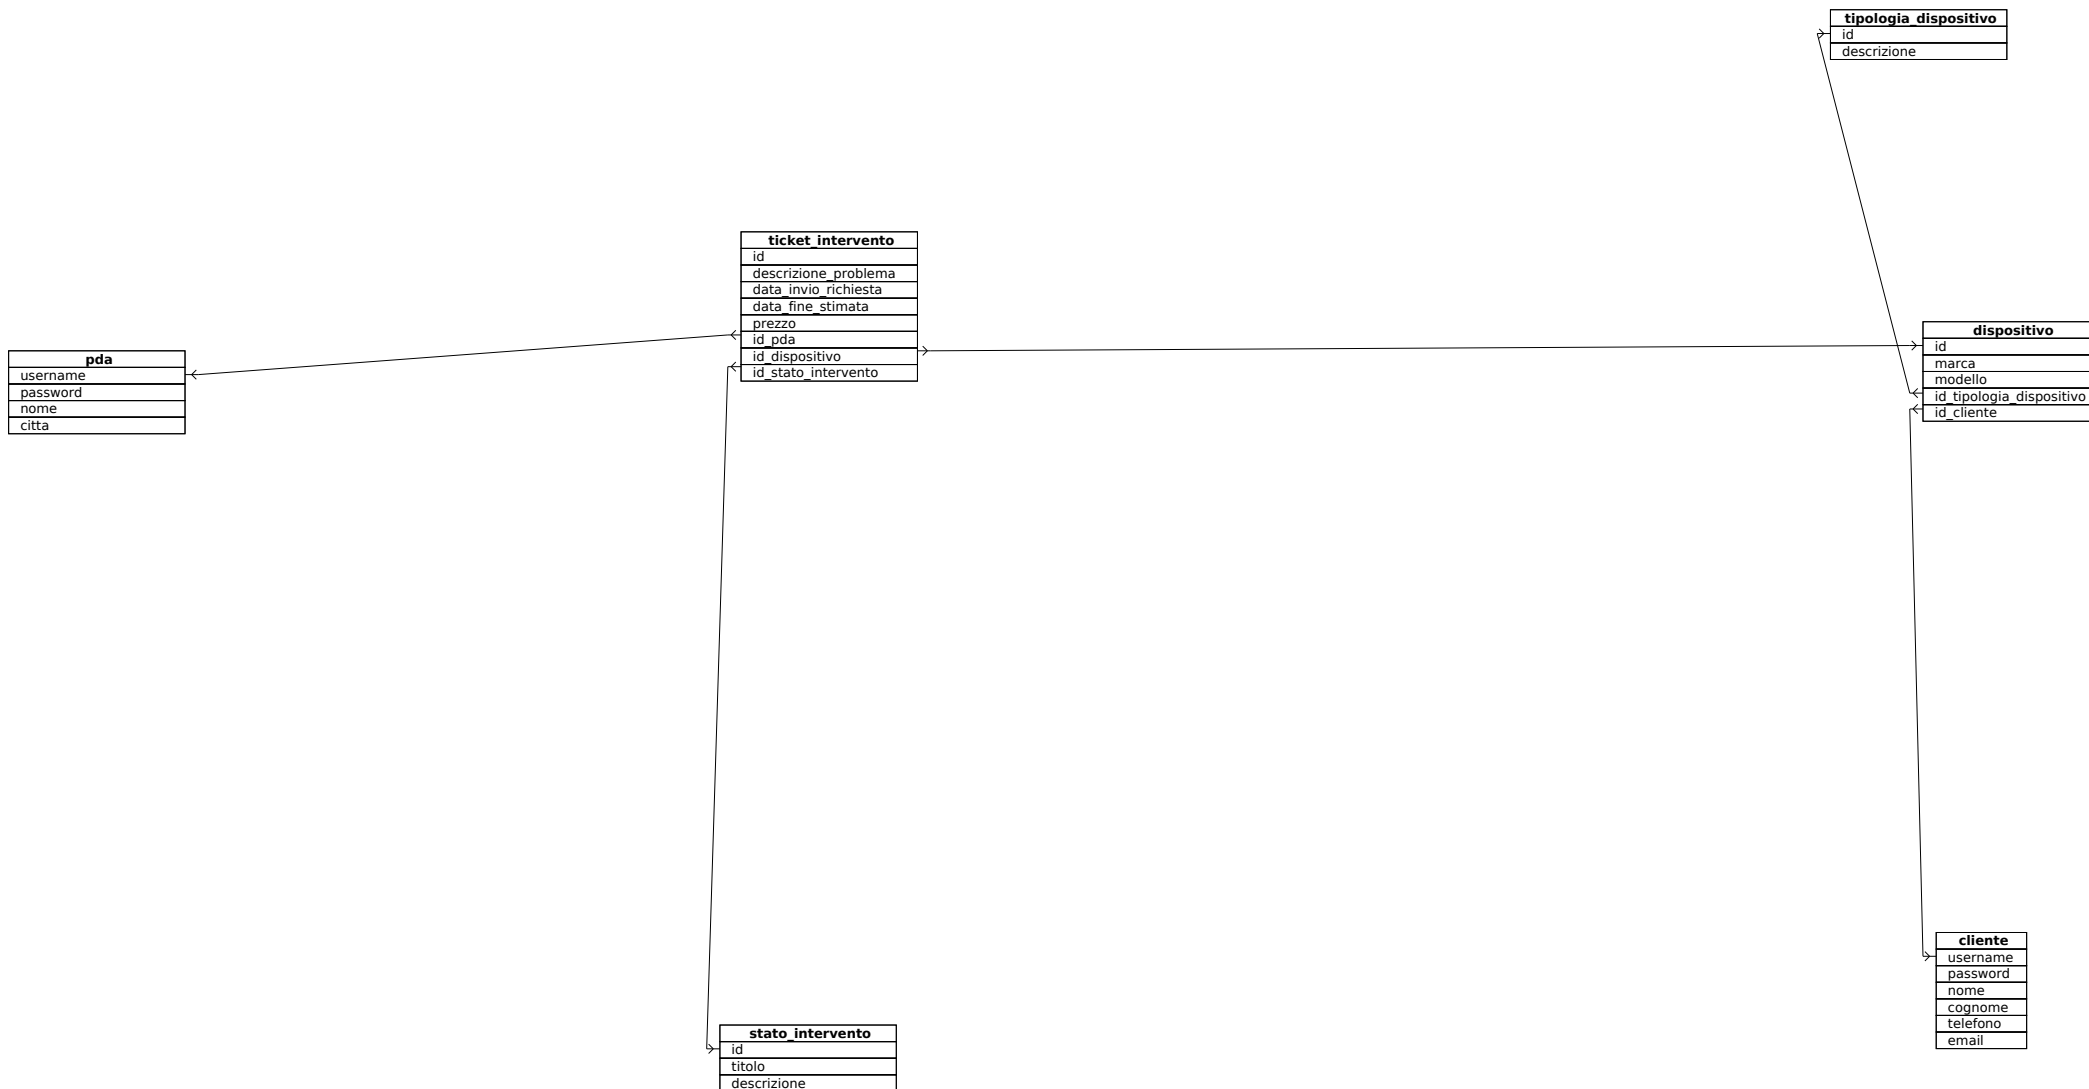 tipologia_dispositivo
id
descrizione
ticket_intervento
id
descrizione_problema
data_invio_richiesta
data_fine_stimata
prezzo
id_pda
id_dispositivo
id_stato_intervento
dispositivo
id
marca
modello
id_tipologia_dispositivo
id_cliente
pda
username
password
nome
citta
cliente
username
password
nome
cognome
telefono
email
stato_intervento
id
titolo
descrizione